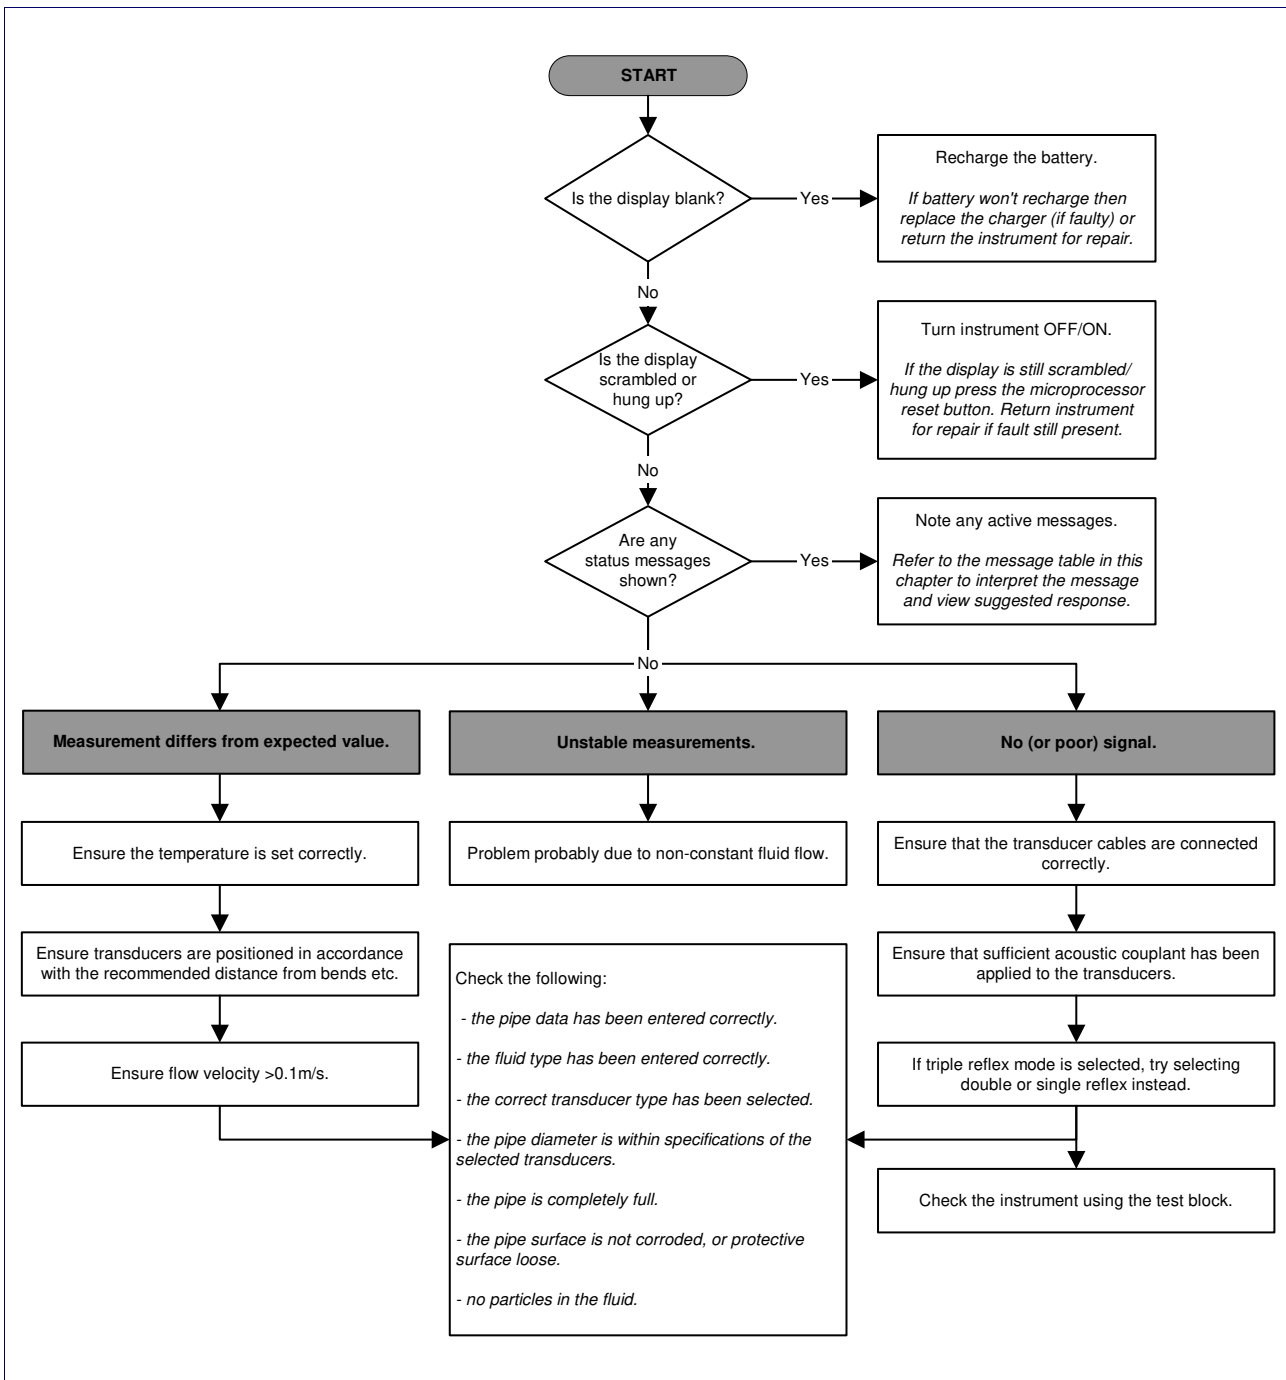 START
Is the display blank?
Yes
Recharge the battery.
If battery won't recharge then
replace the charger (if faulty) or
return the instrument for repair.
No
Is the display
scrambled or
hung up?
Yes
Turn instrument OFF/ON.
If the display is still scrambled/
hung up press the microprocessor
reset button. Return instrument
for repair if fault still present.
No
Are any
status messages
shown?
Yes
Note any active messages.
Refer to the message table in this
chapter to interpret the message
and view suggested response.
No
Measurement differs from expected value.
Ensure the temperature is set correctly.
Ensure transducers are positioned in accordance
with the recommended distance from bends etc.
Ensure flow velocity >0.1m/s.
Unstable measurements.
Problem probably due to non-constant fluid flow.
Check the following:
- the pipe data has been entered correctly.
- the fluid type has been entered correctly.
- the correct transducer type has been selected.
- the pipe diameter is within specifications of the
selected transducers.
- the pipe is completely full.
- the pipe surface is not corroded, or protective
surface loose.
- no particles in the fluid.
No (or poor) signal.
Ensure that the transducer cables are connected
correctly.
Ensure that sufficient acoustic couplant has been
applied to the transducers.
If triple reflex mode is selected, try selecting
double or single reflex instead.
Check the instrument using the test block.